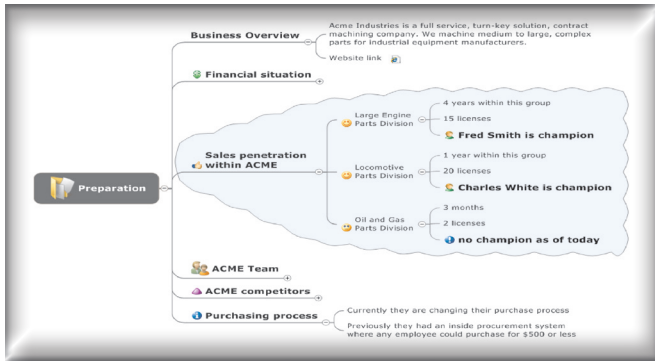 Business Overview
Acme Industries is a full service, turn-key solution, contract
machining company. We machine medium to large, complex
parts for industrial equipment manufacturers.
Website link
Financial situation
Sales penetration
within ACME
Large Engine
Parts Division
4 years within this group
15 licenses
Fred Smith is champion
Locomotive
Parts Division
1 year within this group
20 licenses
Charles White is champion
Oil and Gas
Parts Division
3 months
2 licenses
no champion as of today
Preparation
ACME Team
ACME competitors
Purchasing process
Currently they are changing their purchase process
Previously they had an inside procurement system
where any employee could purchase for $500 or less